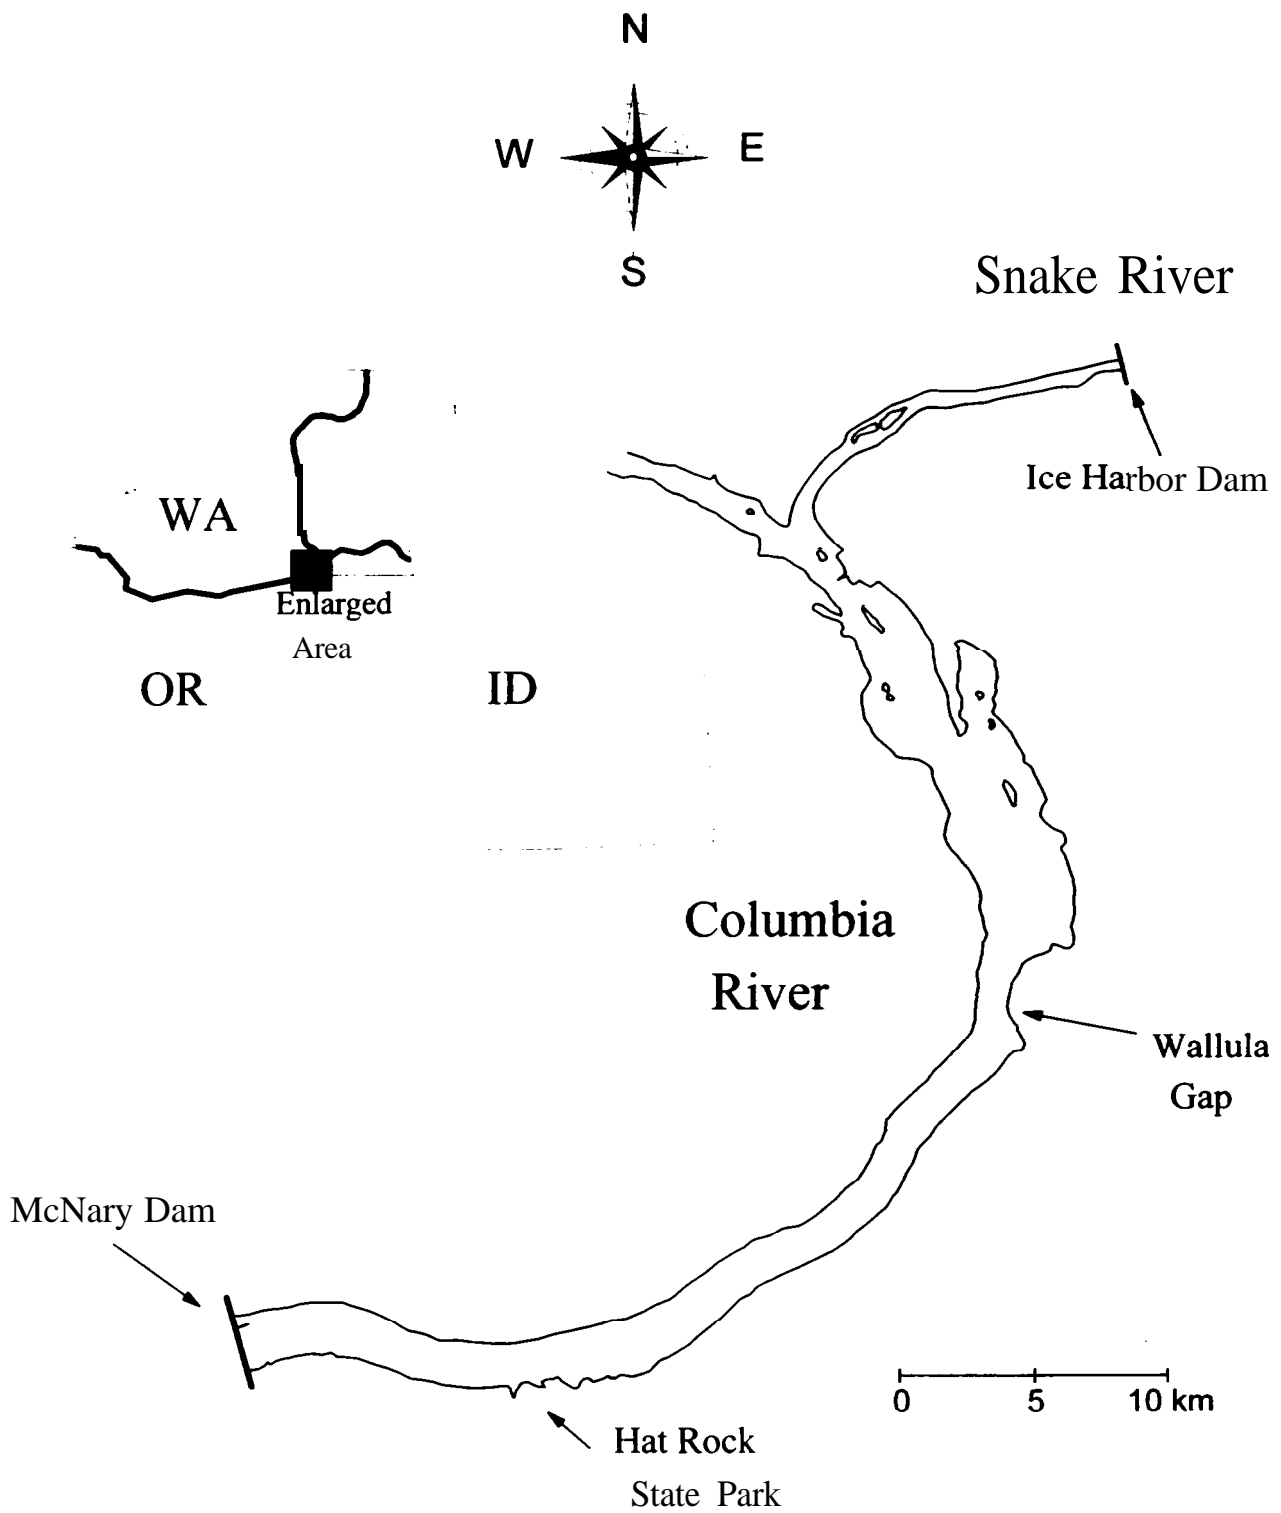 N
W
E
S
Snake River
Ice Harbor Dam
WA
Enlarged
Area
OR
ID
Columbia
River
Wallula
Gap
McNary Dam
0
5
10 km
Hat Rock
State Park